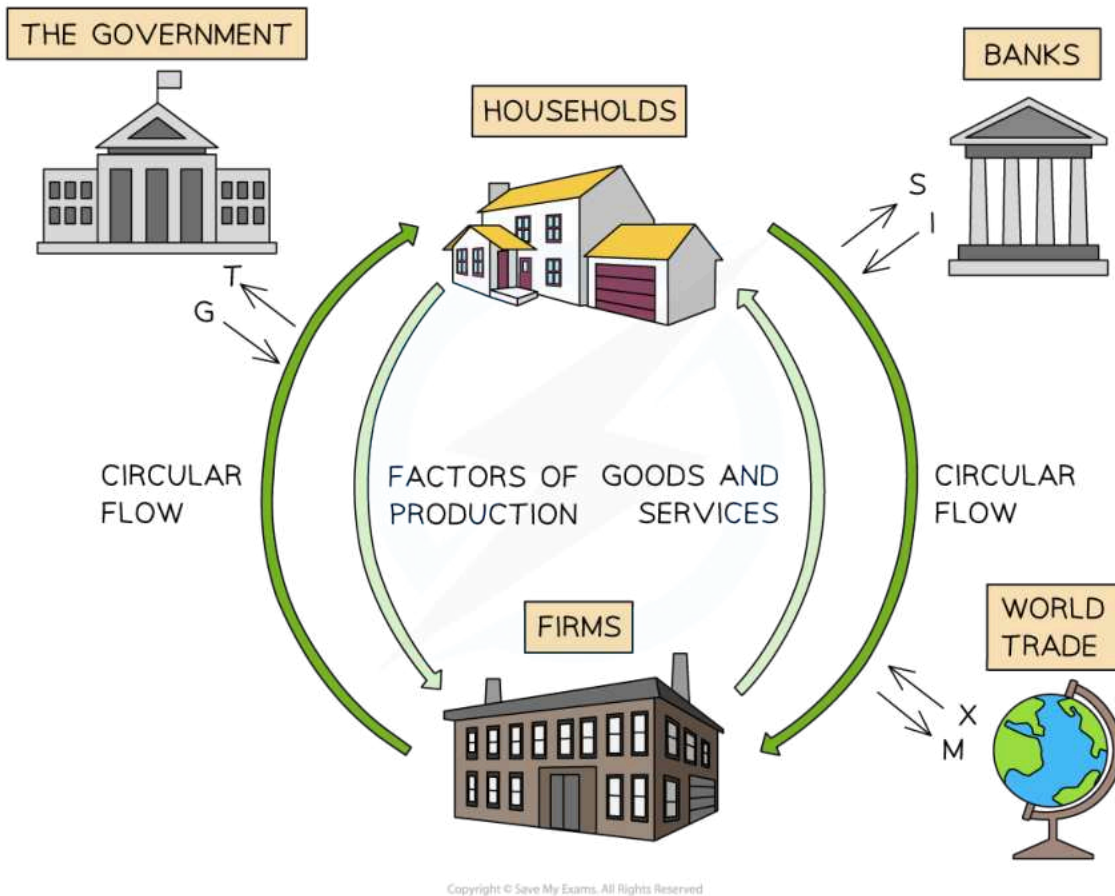 THE GOVERNMENT
BANKS
HOUSEHOLDS
S
I
T
G
CIRCULAR
FLOW
FACTORS OF
PRODUCTION
GOODS AND
SERVICES
CIRCULAR
FLOW
FIRMS
WORLD
TRADE
X
M
Copyright © Save My Exams. All Rights Reserved